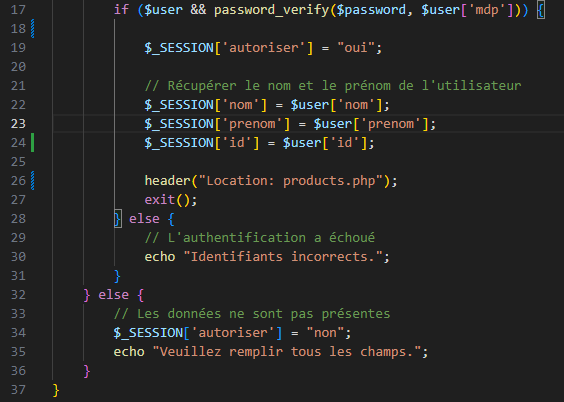 17 if ($user && password_verify($password, $user['mdp'])) {
18
19 $_SESSION['autoriser'] = "oui";
20
21 // Récupérer le nom et le prénom de l'utilisateur
22 $_SESSION['nom'] = $user['nom'];
23 $_SESSION['prenom'] = $user['prenom'];
24 $_SESSION['id'] = $user['id'];
25
26 header("Location: products.php");
27 exit();
28 } else {
29 // L'authentification a échoué
30 echo "Identifiants incorrects.";
31 }
32 } else {
33 // Les données ne sont pas présentes
34 $_SESSION['autoriser'] = "non";
35 echo "Veuillez remplir tous les champs.";
36 }
37 }